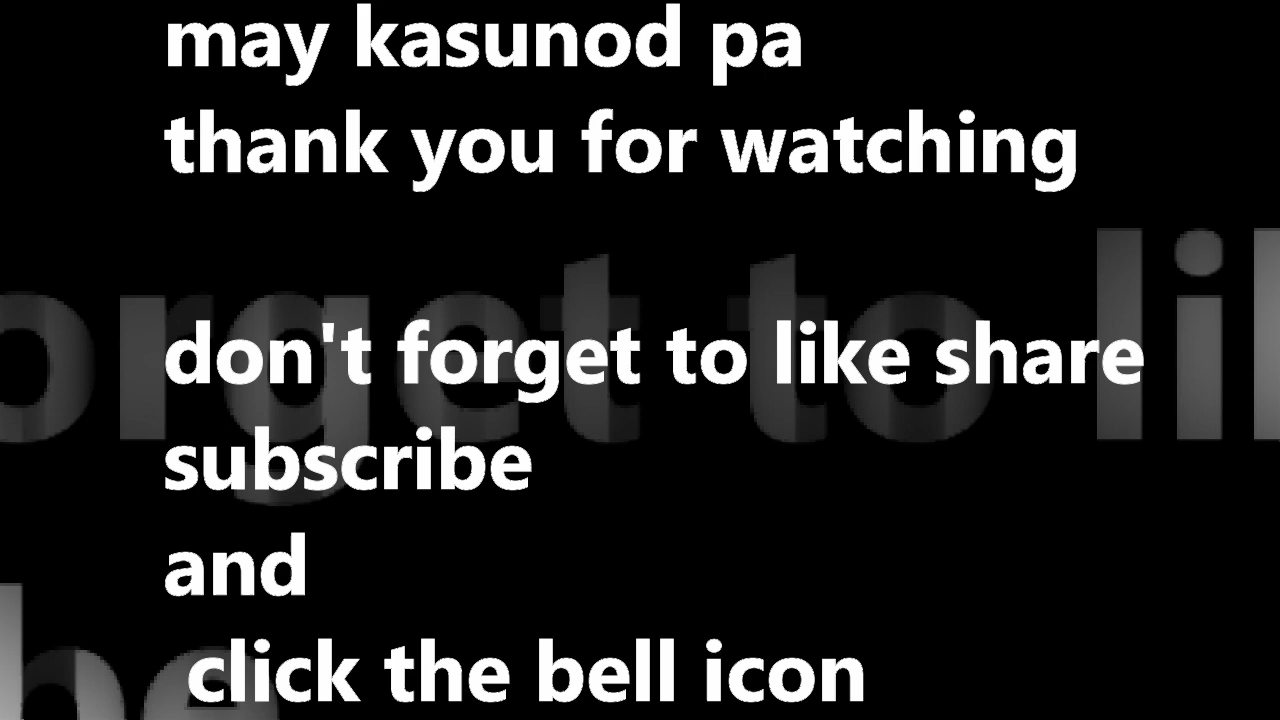 may kasunod pa
thank you for watching
don't forget to like share
subscribe
and
click the bell icon